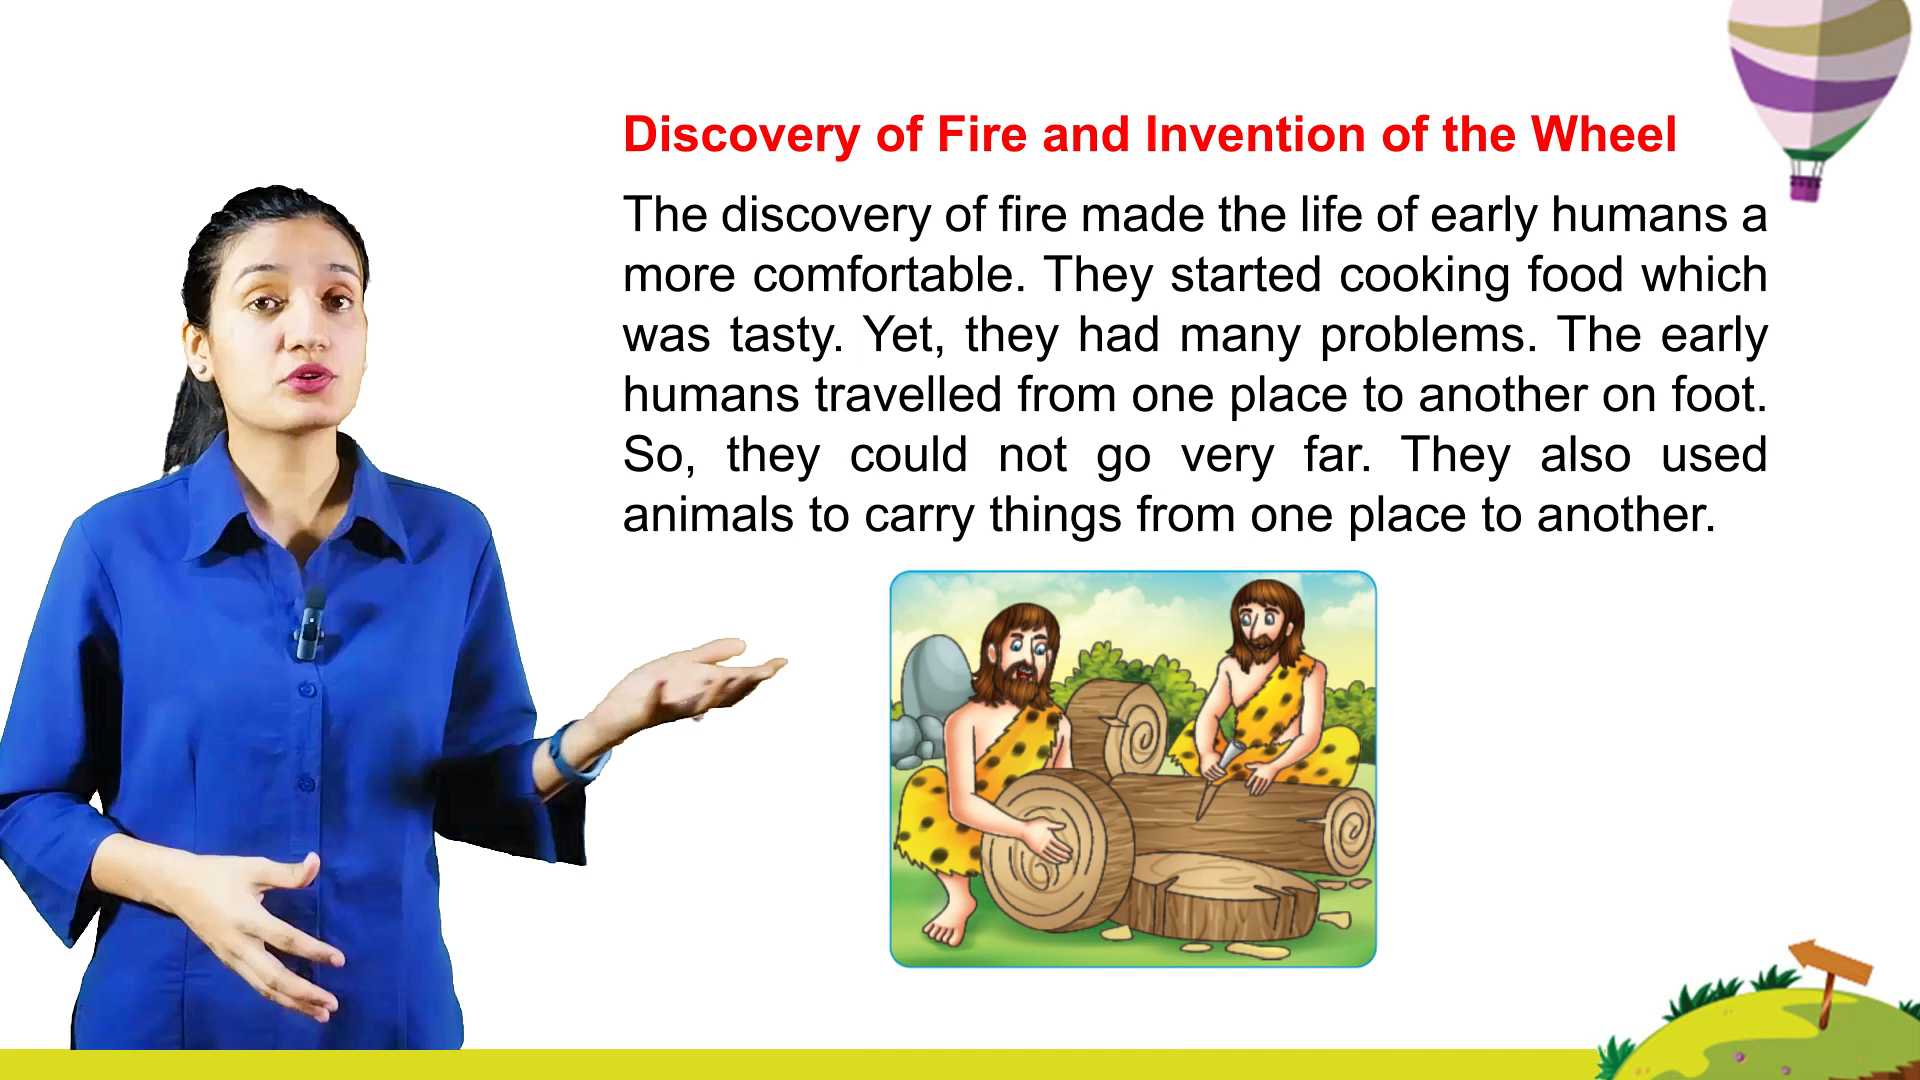 Discovery of Fire and Invention of the Wheel
The discovery of fire made the life of early humans a
more comfortable. They started cooking food which
was tasty. Yet, they had many problems. The early
humans travelled from one place to another on foot.
So, they could not go very far. They also used
animals to carry things from one place to another.